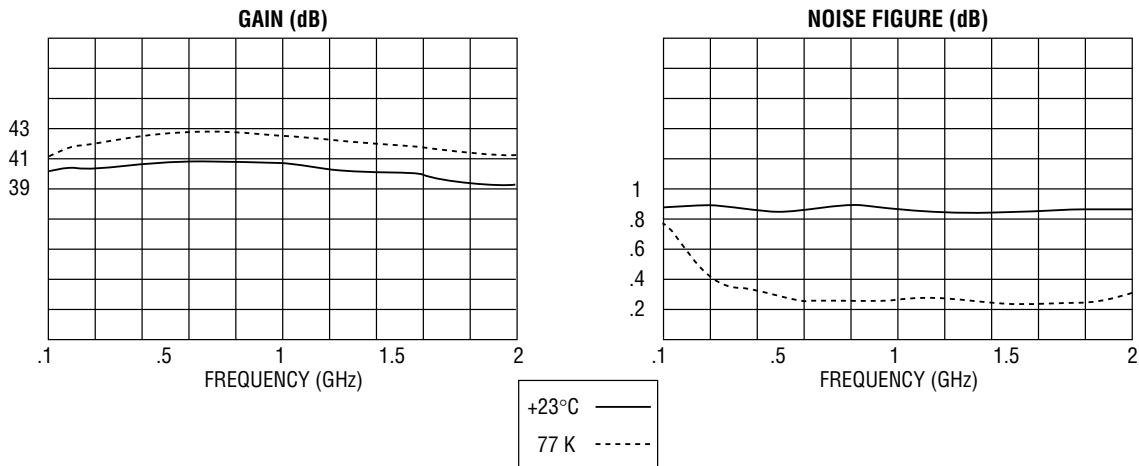 GAIN (dB)
43
41
39
.1 .5 1 1.5 2
FREQUENCY (GHz)
NOISE FIGURE (dB)
1
.8
.6
.4
.2
.1 .5 1 1.5 2
FREQUENCY (GHz)
+23°C
77 K